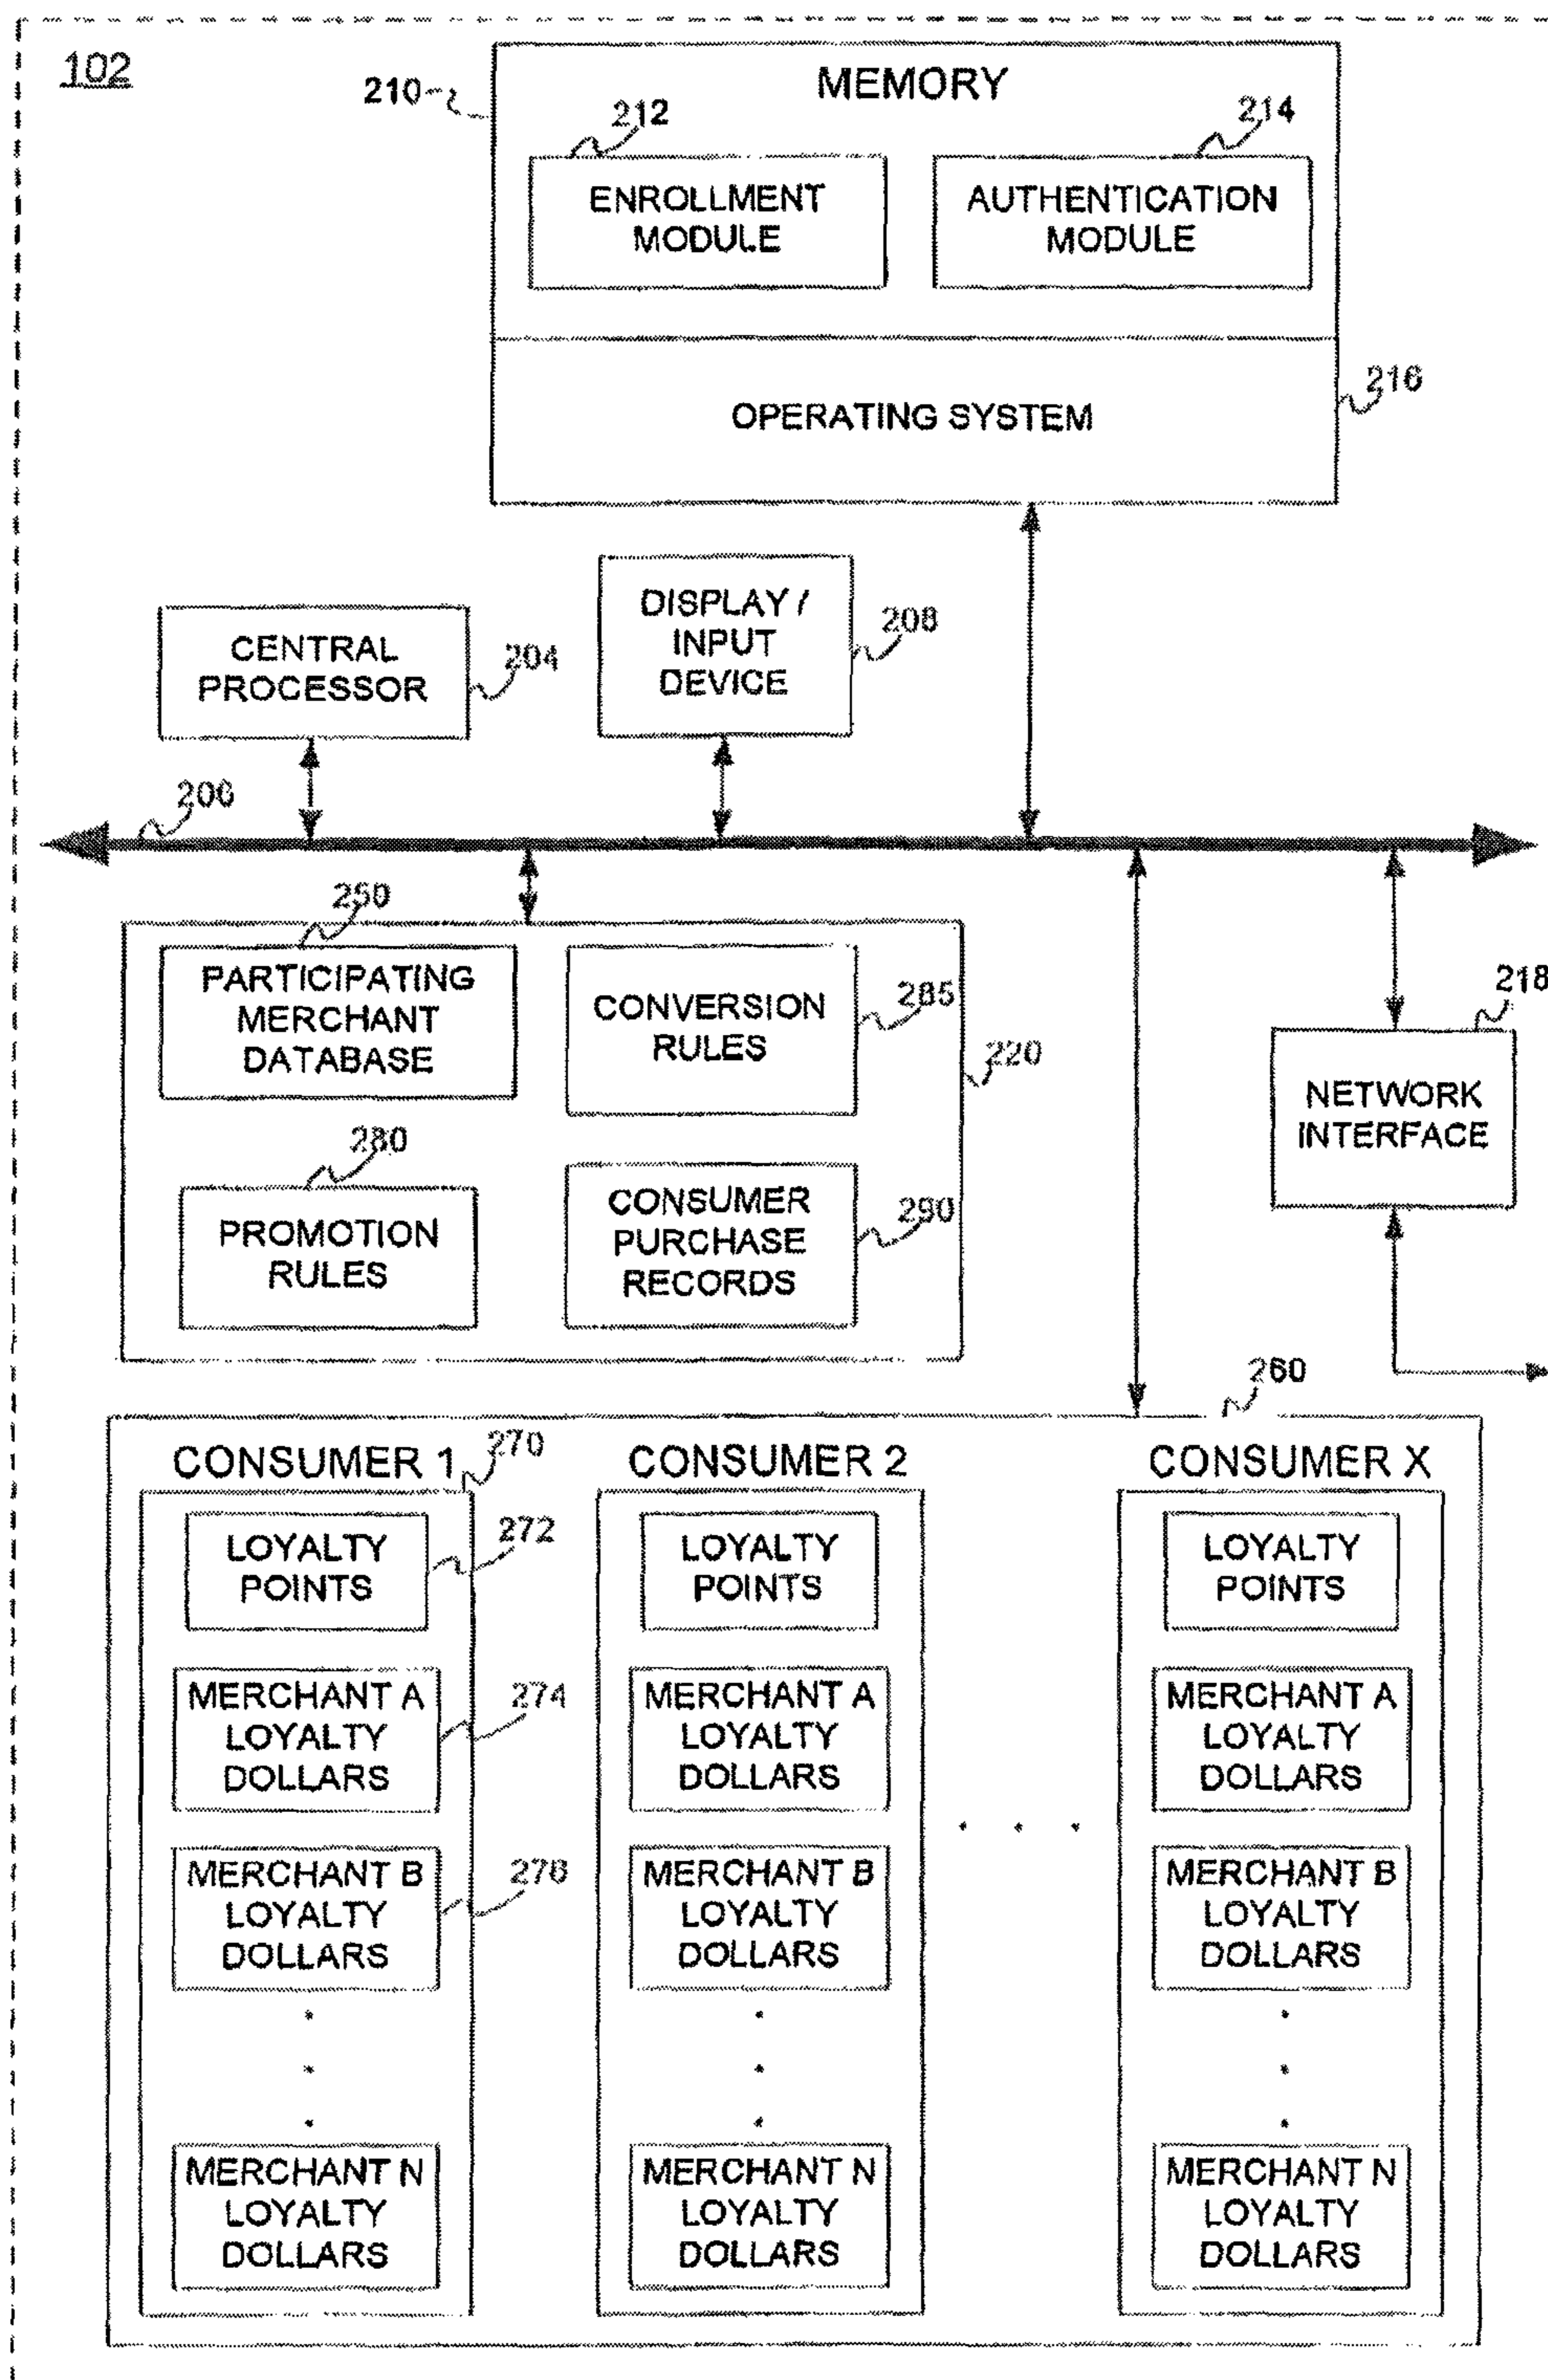 102
MEMORY
210
212
214
ENROLLMENT
MODULE
AUTHENTICATION
MODULE
216
OPERATING SYSTEM
DISPLAY /
INPUT
DEVICE
208
CENTRAL
PROCESSOR
204
206
250
PARTICIPATING
MERCHANT
DATABASE
CONVERSION
RULES
285
220
218
NETWORK
INTERFACE
280
PROMOTION
RULES
CONSUMER
PURCHASE
RECORDS
290
260
CONSUMER 1
270
CONSUMER 2
CONSUMER X
LOYALTY
POINTS
272
LOYALTY
POINTS
LOYALTY
POINTS
MERCHANT A
LOYALTY
DOLLARS
274
MERCHANT A
LOYALTY
DOLLARS
MERCHANT A
LOYALTY
DOLLARS
MERCHANT B
LOYALTY
DOLLARS
276
MERCHANT B
LOYALTY
DOLLARS
MERCHANT B
LOYALTY
DOLLARS
MERCHANT N
LOYALTY
DOLLARS
MERCHANT N
LOYALTY
DOLLARS
MERCHANT N
LOYALTY
DOLLARS